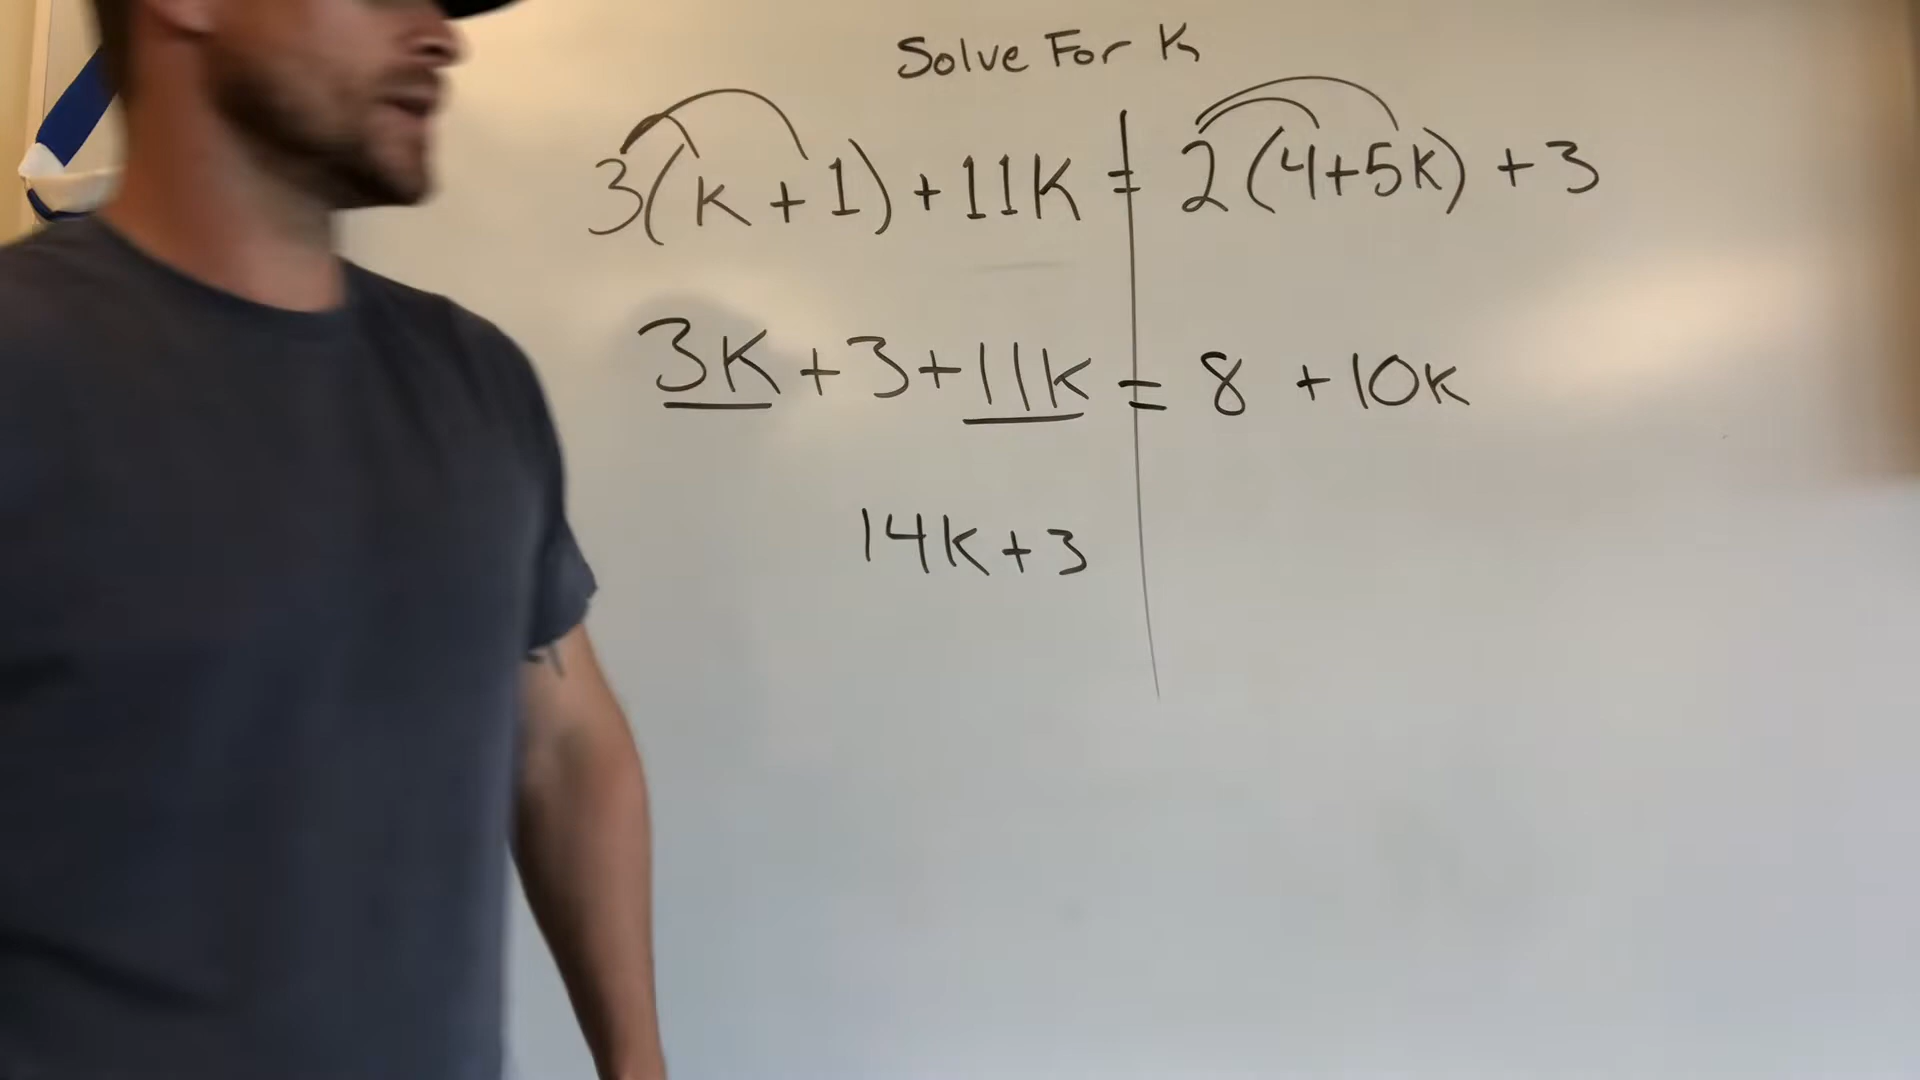 Solve For K
3(K + 1) + 11K = 2(4+5K) + 3
3K + 3 + 11K = 8 + 10K
14K + 3